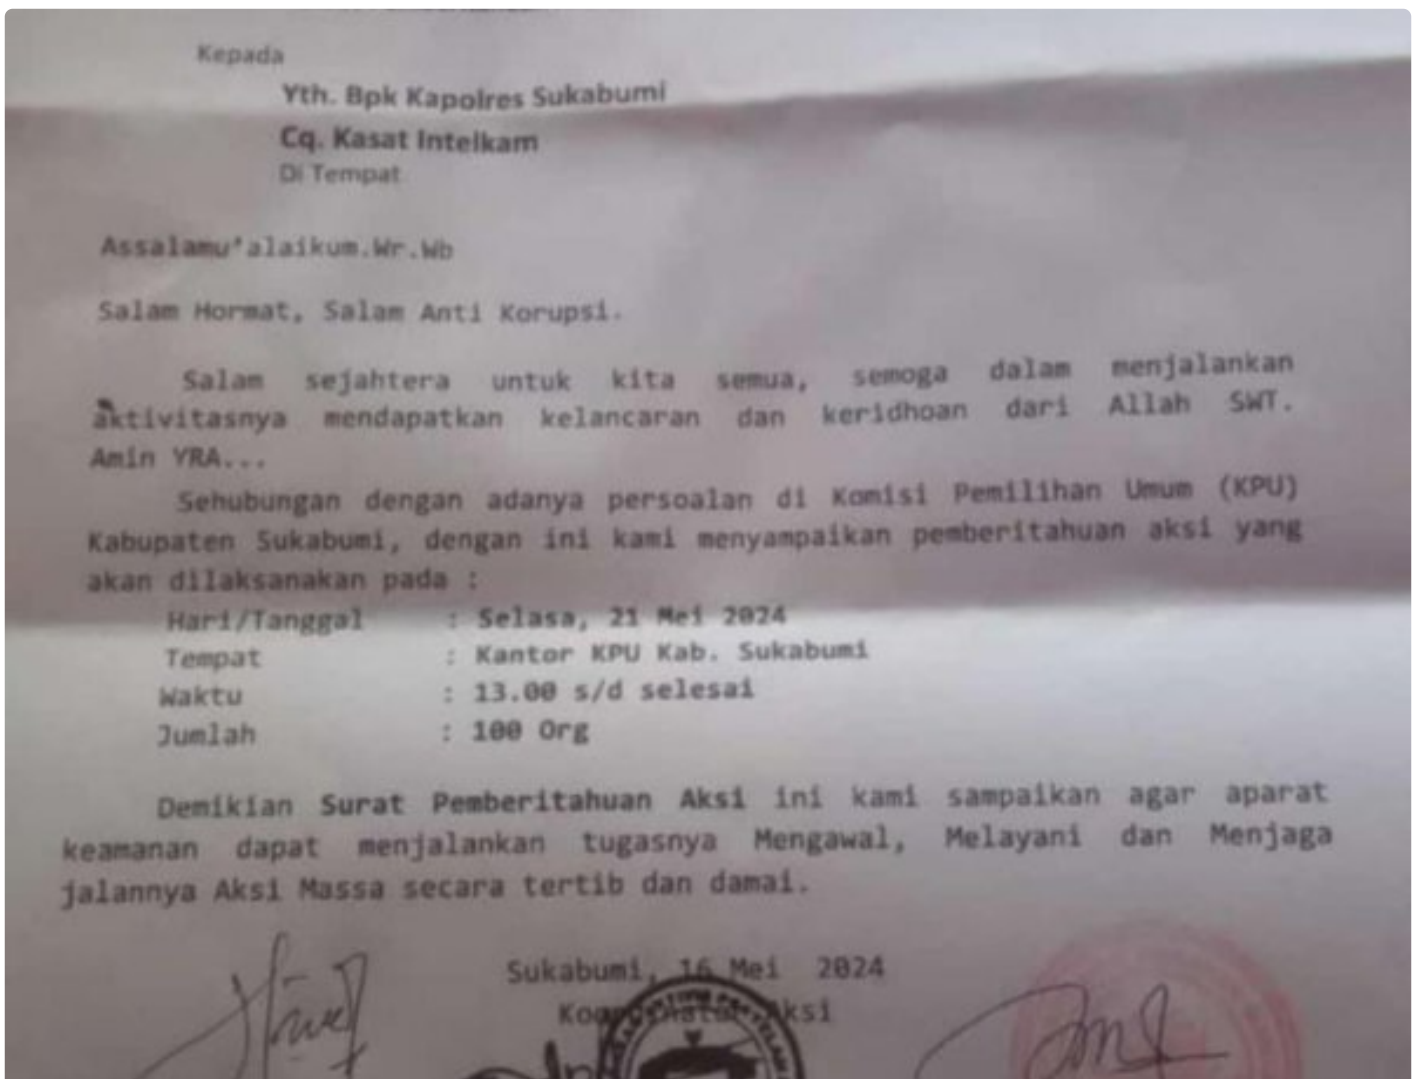 Kepada
Yth. Bpk Kapolres Sukabumi
Cq. Kasat Intelkam
Di Tempat
Assalamu'alaikum.Wr.Wb
Salam Hormat, Salam Anti Korupsi.
Salam sejahtera untuk kita semua, semoga dalam menjalankan
aktivitasnya mendapatkan kelancaran dan keridhoan dari Allah SWT.
Amin YRA...
Sehubungan dengan adanya persoalan di Komisi Pemilihan Umum (KPU)
Kabupaten Sukabumi, dengan ini kami menyampaikan pemberitahuan aksi yang
akan dilaksanakan pada :
Hari/Tanggal : Selasa, 21 Mei 2024
Tempat : Kantor KPU Kab. Sukabumi
Waktu : 13.00 s/d selesai
Jumlah : 100 Org
Demikian Surat Pemberitahuan Aksi ini kami sampaikan agar aparat
keamanan dapat menjalankan tugasnya Mengawal, Melayani dan Menjaga
jalannya Aksi Massa secara tertib dan damai.
Sukabumi, 16 Mei 2024
Aksi